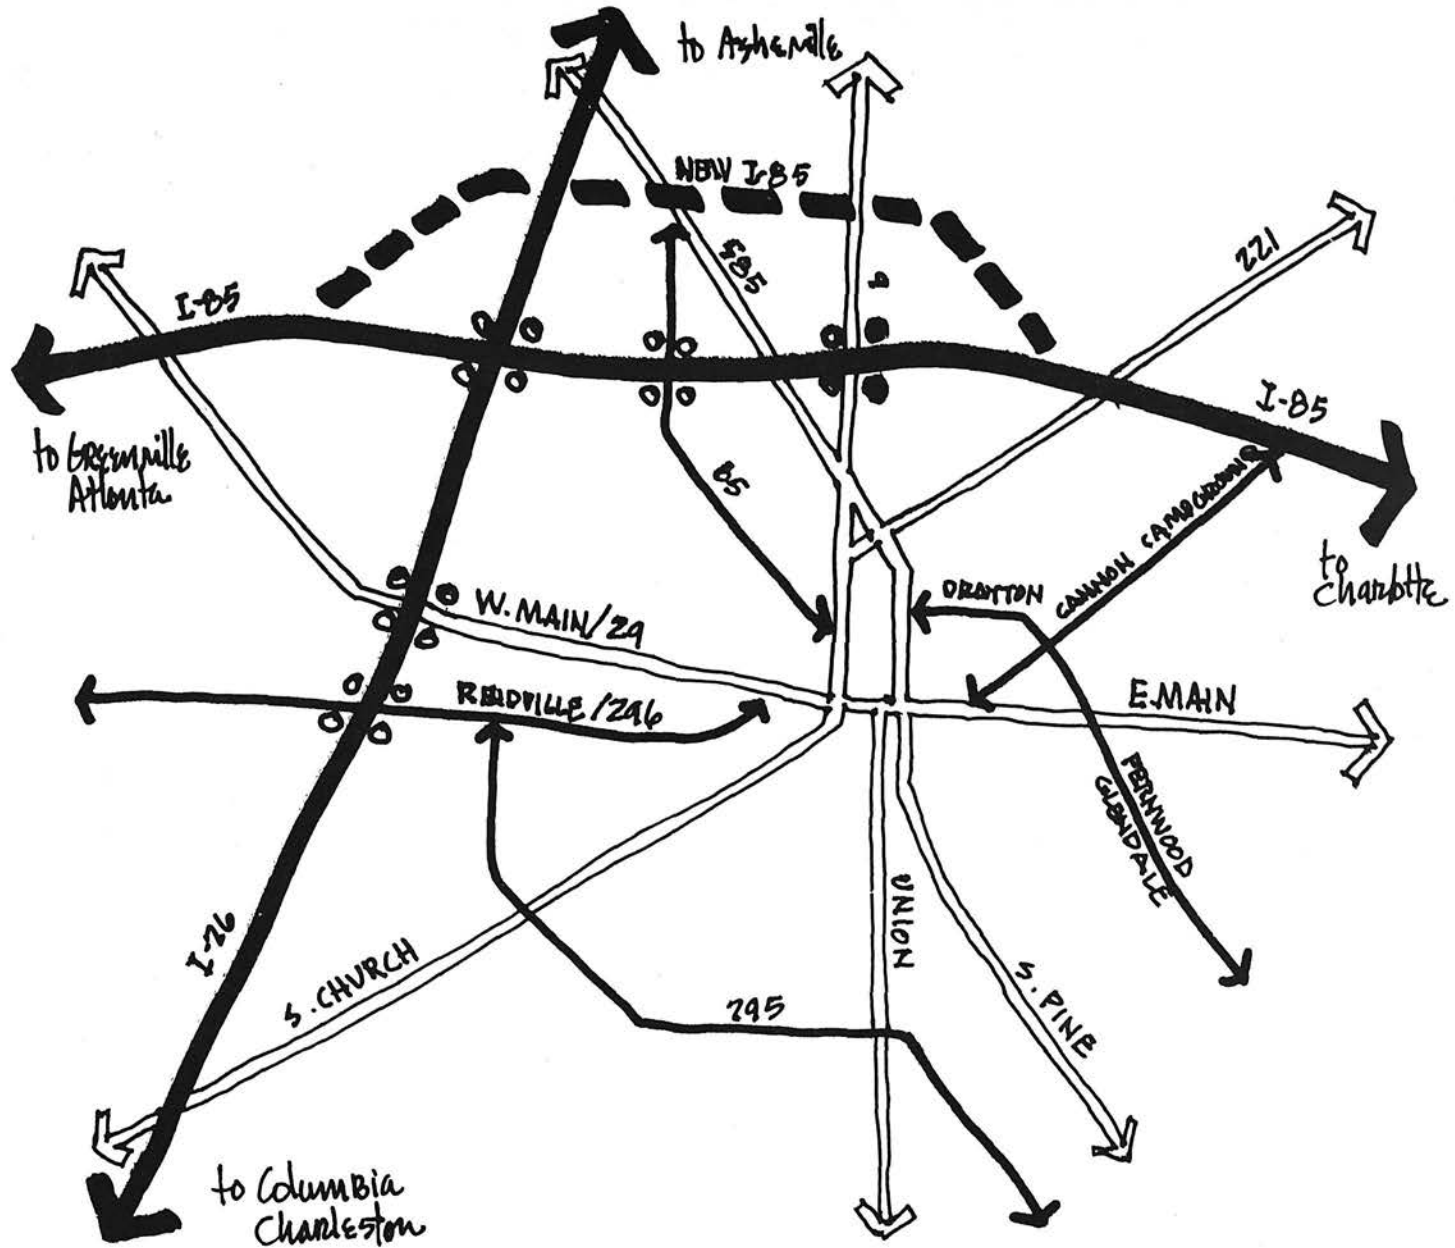 to Asheville
NEW I-85
585
9
221
I-85
I-85
to Greenville
Atlanta
to
Charlotte
85
CANNON CAMPGROUND
DRAYTON
W. MAIN/29
REIDVILLE/296
E.MAIN
FERNWOOD
GLENDALE
UNION
I-26
S. CHURCH
S. PINE
295
to Columbia
Charleston